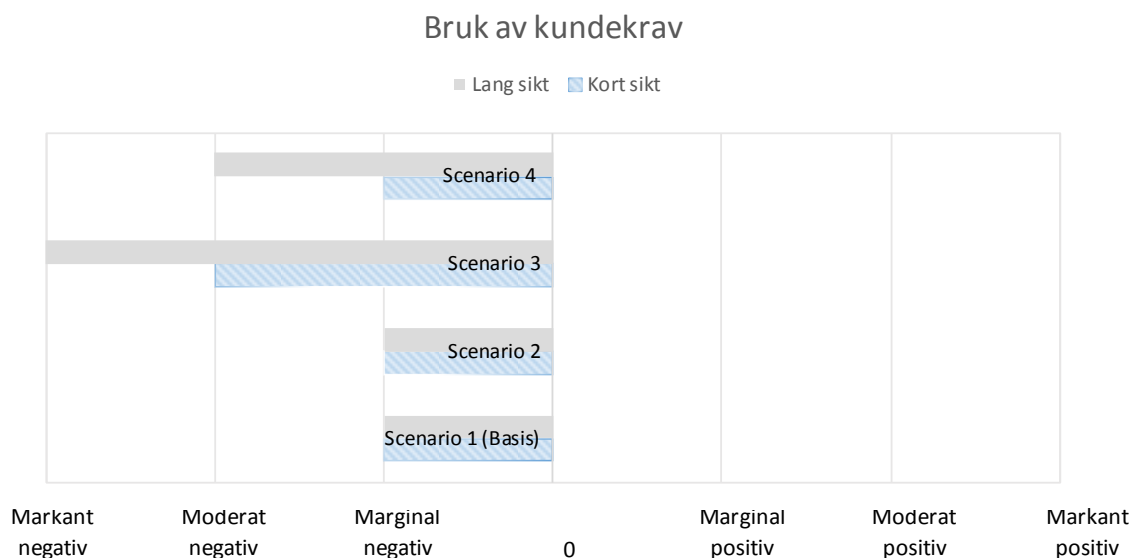 Bruk av kundekrav
Lang sikt Kort sikt
Scenario 4
Scenario 3
Scenario 2
Scenario 1 (Basis)
Markant negativ
Moderat negativ
Marginal negativ
0
Marginal positiv
Moderat positiv
Markant positiv